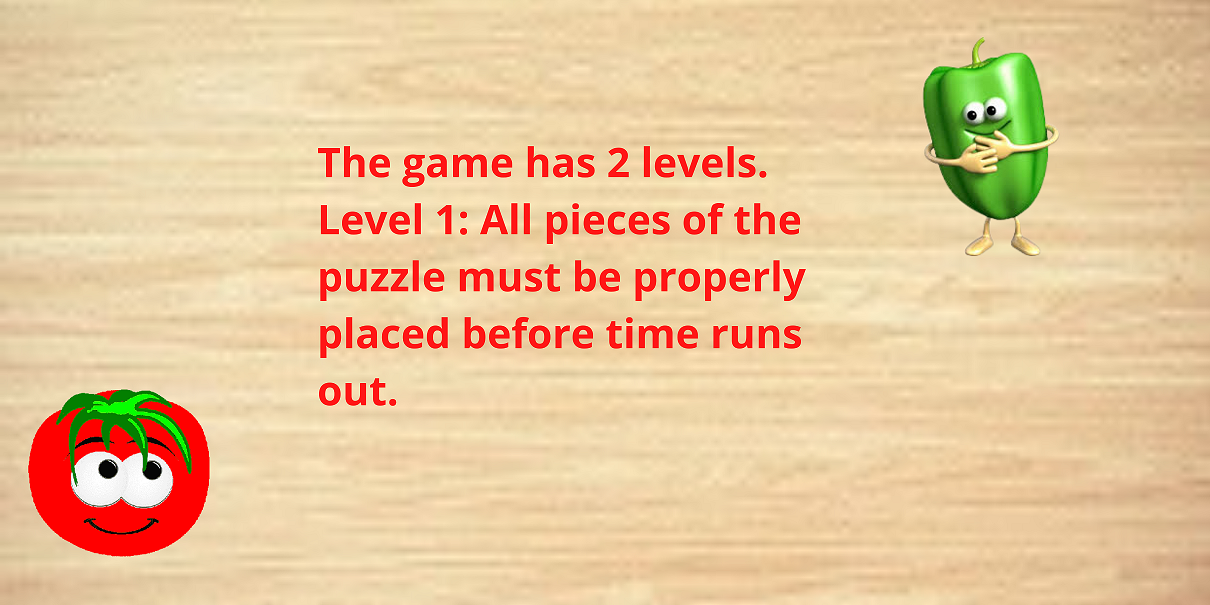 The game has 2 levels.
Level 1: All pieces of the
puzzle must be properly
placed before time runs
out.